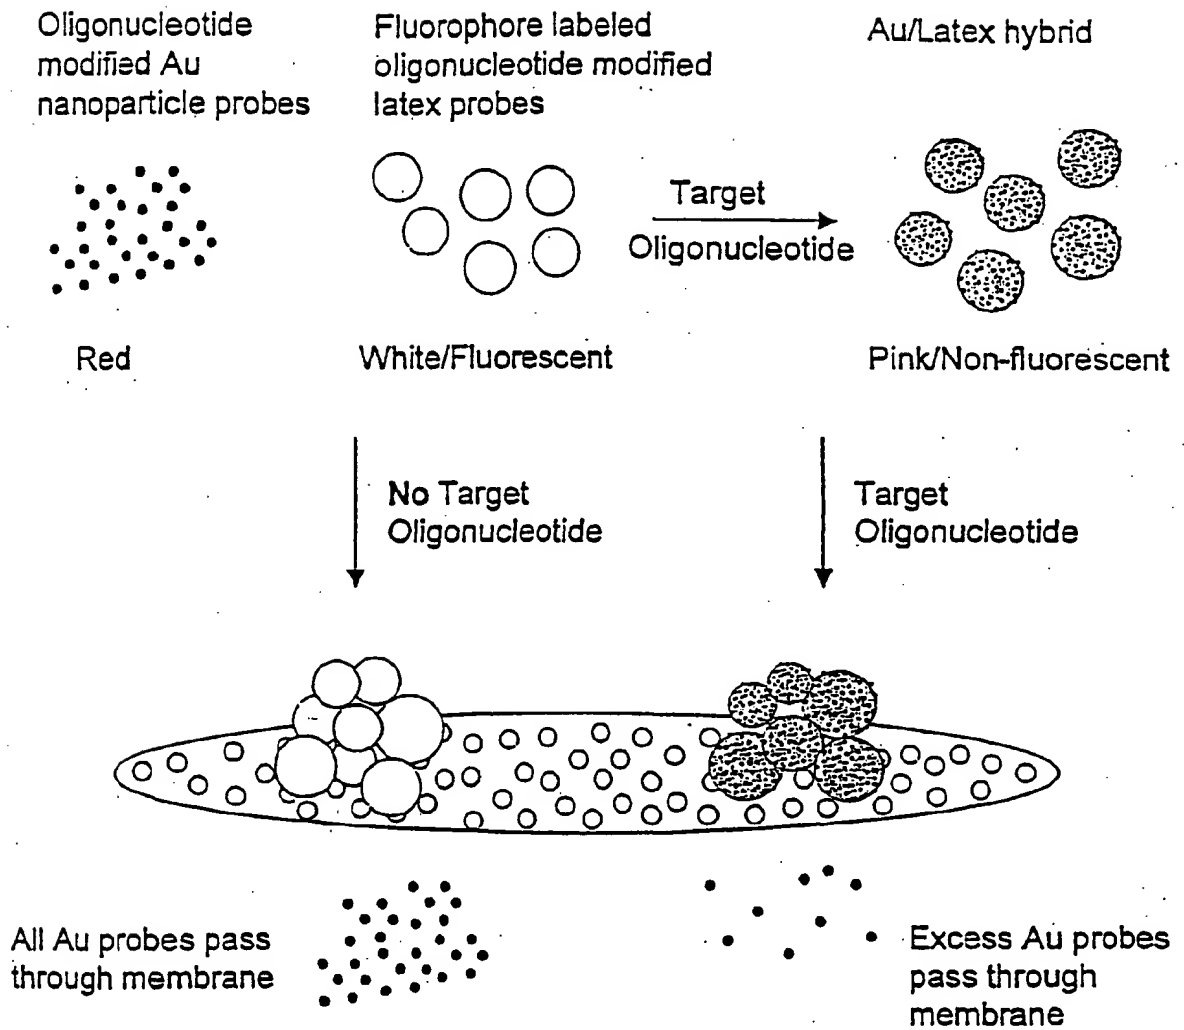 Oligonucleotide
modified Au
nanoparticle probes
Fluorophore labeled
oligonucleotide modified
latex probes
Au/Latex hybrid
Target
Oligonucleotide
Red
White/Fluorescent
Pink/Non-fluorescent
No Target
Oligonucleotide
Target
Oligonucleotide
All Au probes pass
through membrane
Excess Au probes
pass through
membrane